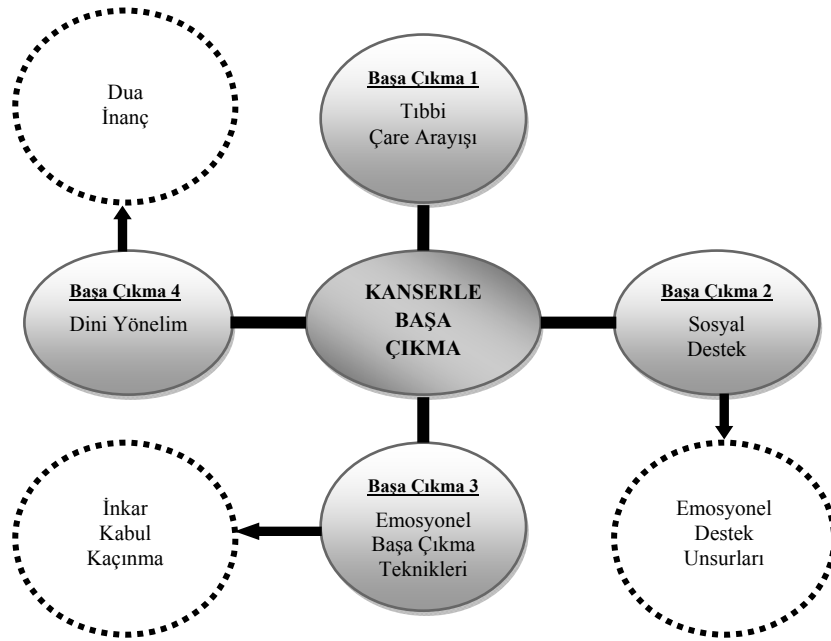 Dua
İnanç
Başa Çıkma 1
Tıbbi
Çare Arayışı
Başa Çıkma 4
Dini Yönelim
KANSERLE
BAŞA
ÇIKMA
Başa Çıkma 2
Sosyal
Destek
İnkar
Kabul
Kaçınma
Başa Çıkma 3
Emosyonel
Başa Çıkma
Teknikleri
Emosyonel
Destek
Unsurları